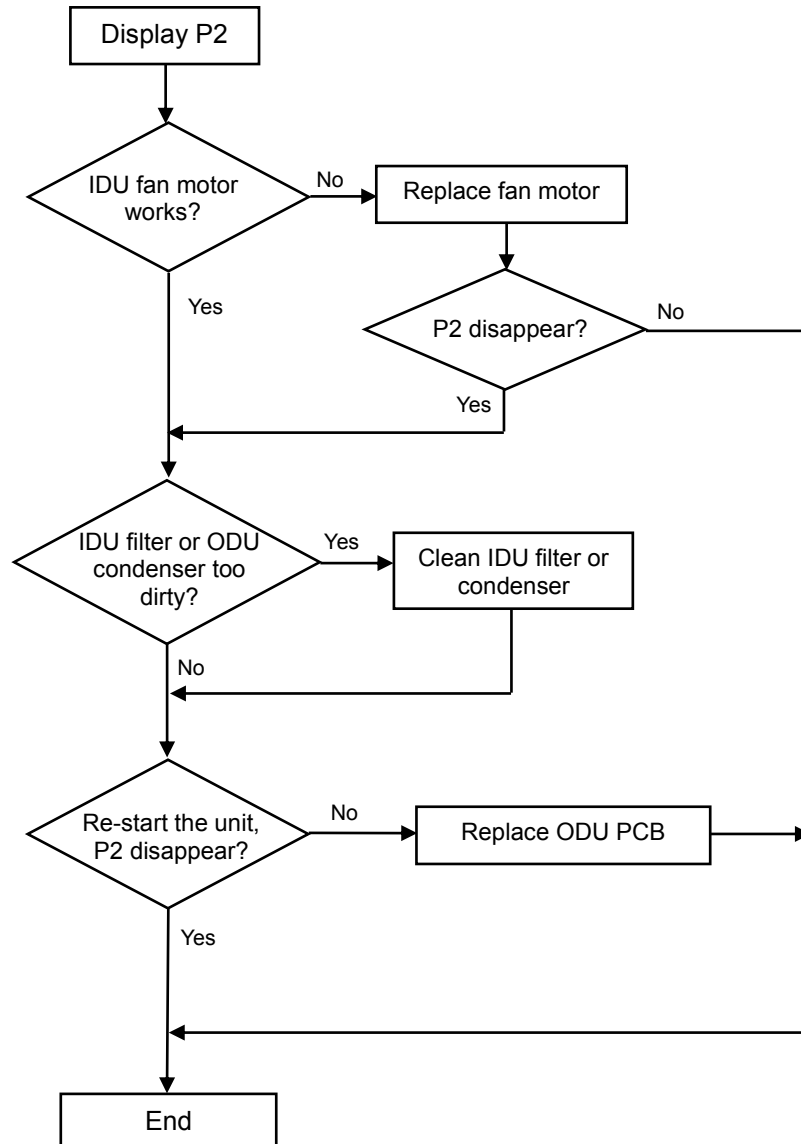 Display P2
IDU fan motor
works?
No
Replace fan motor
Yes
P2 disappear?
No
Yes
IDU filter or ODU
condenser too
dirty?
Yes
Clean IDU filter or
condenser
No
Re-start the unit,
P2 disappear?
No
Replace ODU PCB
Yes
End